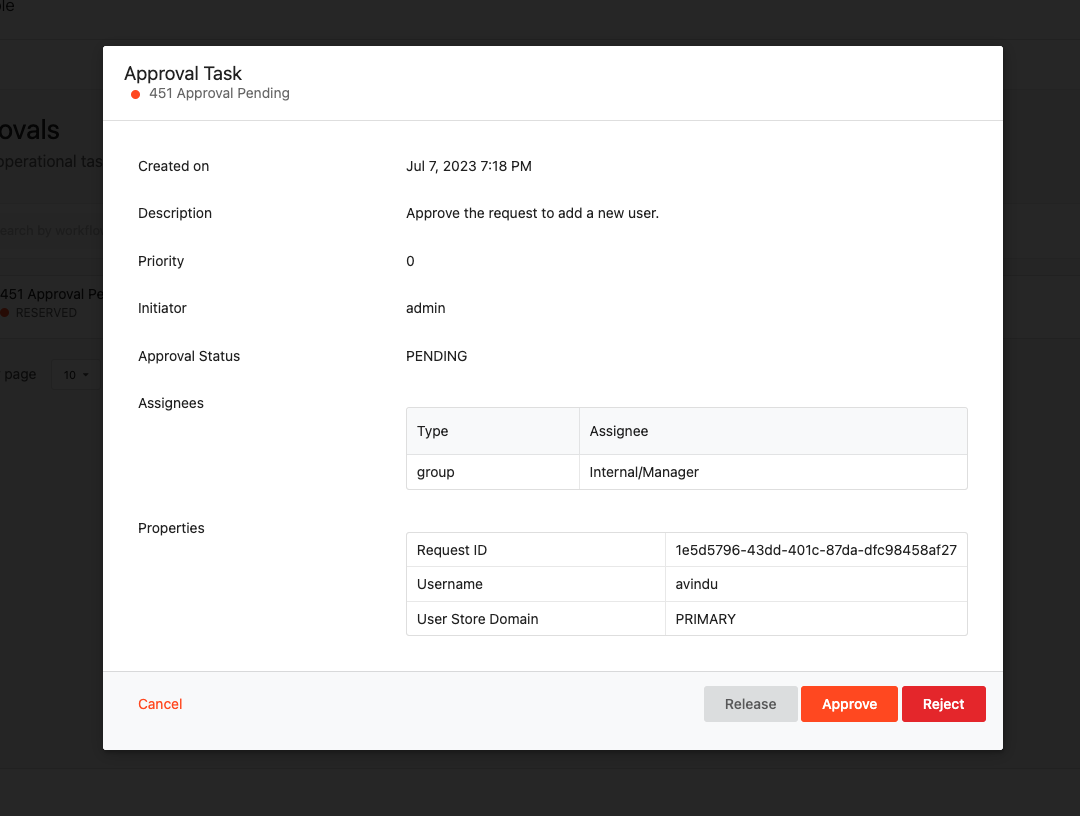 ole
Approval Task
451 Approval Pending
ovals
operational tas
Created on Jul 7, 2023 7:18 PM
Description Approve the request to add a new user.
earch by workflo
Priority 0
451 Approval Pe
RESERVED
Initiator admin
Approval Status PENDING
page 10
Assignees
Type Assignee
group Internal/Manager
Properties
Request ID 1e5d5796-43dd-401c-87da-dfc98458af27
Username avindu
User Store Domain PRIMARY
Cancel Release Approve Reject